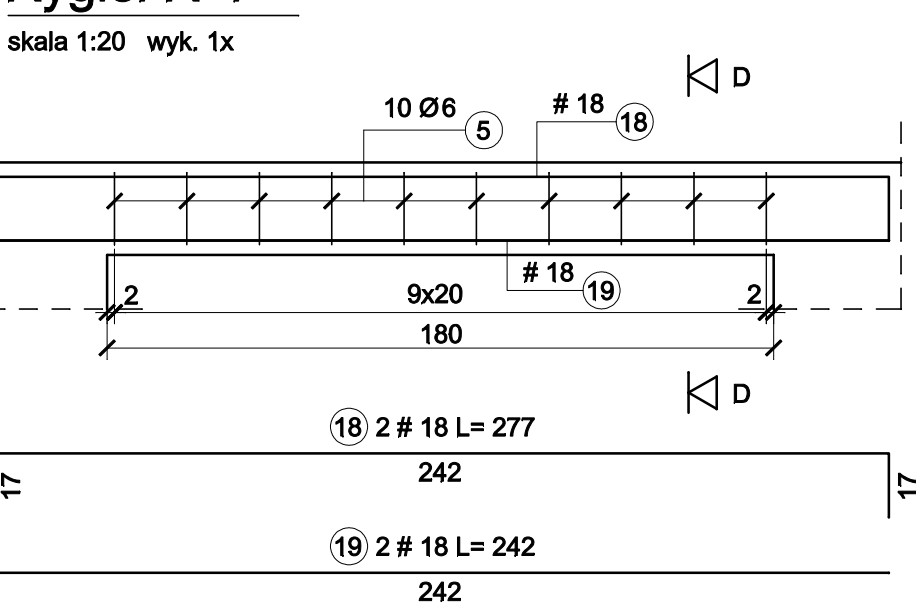 skala 1:20 wyk. 1x
D
10 Ø6 5
# 18 18
# 18 19
2 9x20 2
180
D
18 2 # 18 L= 277
242
17 17
19 2 # 18 L= 242
242